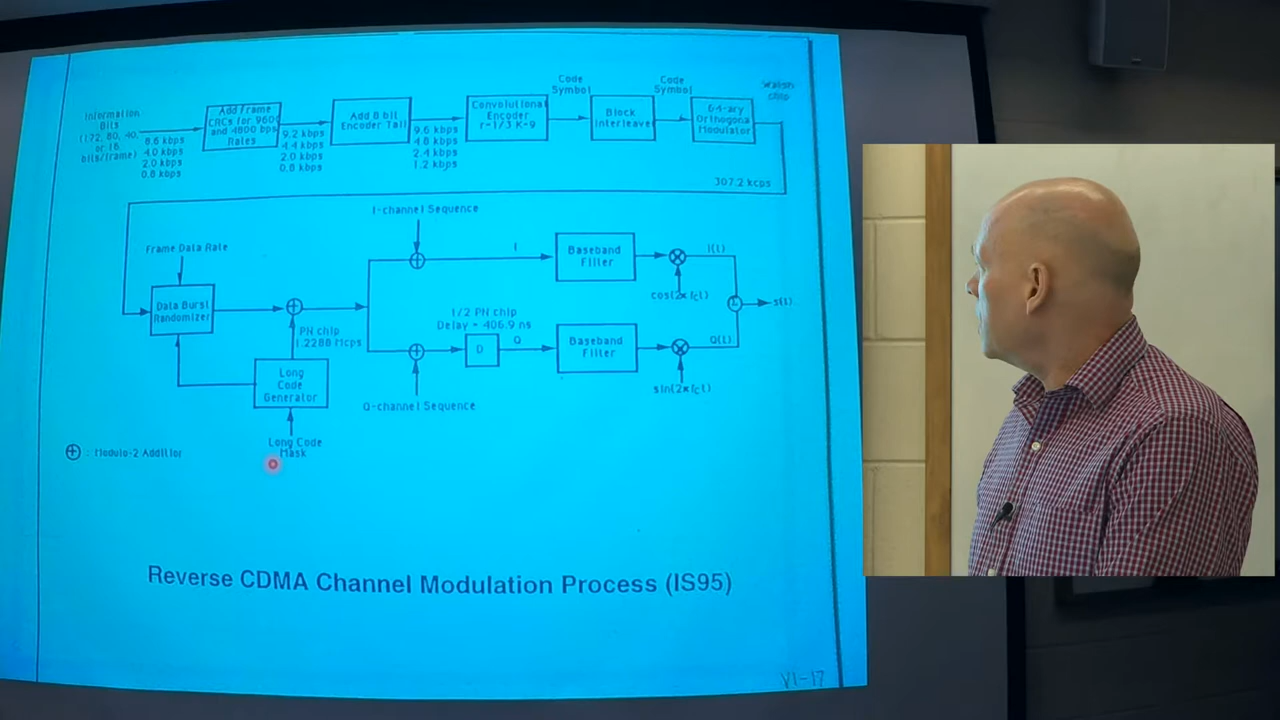 Information
Bits
(172, 80, 40,
or 16
bits/frame)
8.6 kbps
4.0 kbps
2.0 kbps
0.8 kbps
Add frame
CRCs for 9600
and 4800 bps
Rates
9.2 kbps
4.4 kbps
2.0 kbps
0.8 kbps
Add 8 bit
Encoder Tail
9.6 kbps
4.8 kbps
2.4 kbps
1.2 kbps
Convolutional
Encoder
r=1/3 K=9
Code
Symbol
Block
Interleave
Code
Symbol
64-ary
Orthogonal
Modulator
Walsh
chip
307.2 kcps
Frame Data Rate
Data Burst
Randomizer
PN chip
1.2288 Mcps
Long
Code
Generator
Long Code
Mask
I-channel Sequence
I
Baseband
Filter
cos(2πfct)
I(t)
s(t)
1/2 PN chip
Delay = 406.9 ns
D
Q
Baseband
Filter
Q(t)
sin(2πfct)
Q-channel Sequence
⊕ : Modulo-2 Addition
Reverse CDMA Channel Modulation Process (IS95)
VI-17